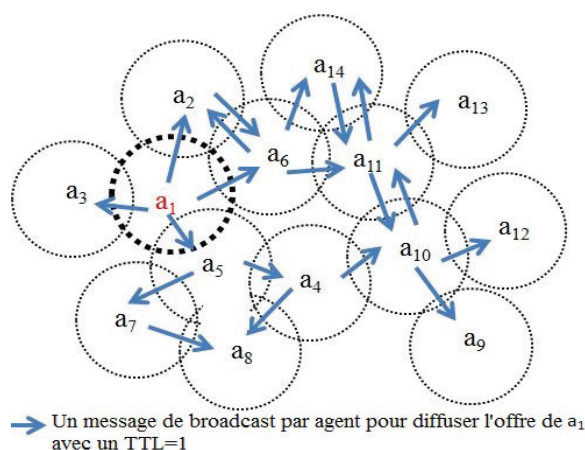 a14
a2
a13
a6
a11
a3
a1
a12
a10
a5
a4
a7
a8
a9
Un message de broadcast par agent pour diffuser l'offre de a1
avec un TTL=1